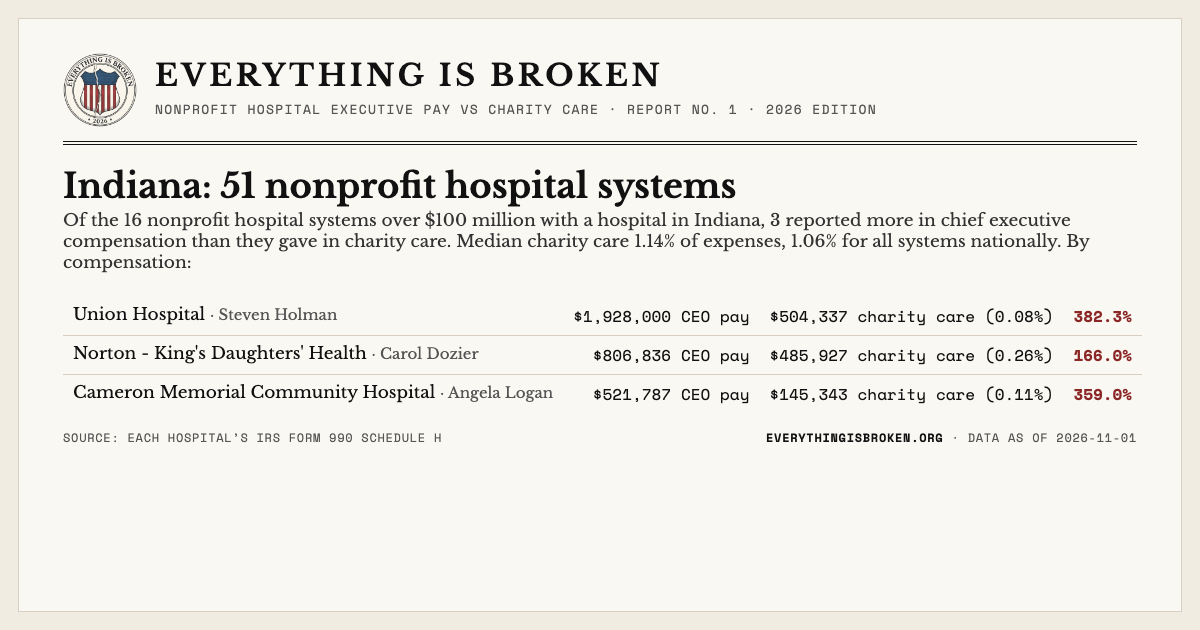 EVERYTHING IS BROKEN
· 2026 ·
EVERYTHING IS BROKEN
NONPROFIT HOSPITAL EXECUTIVE PAY VS CHARITY CARE · REPORT NO. 1 · 2026 EDITION
Indiana: 51 nonprofit hospital systems
Of the 16 nonprofit hospital systems over $100 million with a hospital in Indiana, 3 reported more in chief executive
compensation than they gave in charity care. Median charity care 1.14% of expenses, 1.06% for all systems nationally. By
compensation:
Union Hospital · Steven Holman $1,928,000 CEO pay $504,337 charity care (0.08%) 382.3%
Norton - King's Daughters' Health · Carol Dozier $806,836 CEO pay $485,927 charity care (0.26%) 166.0%
Cameron Memorial Community Hospital · Angela Logan $521,787 CEO pay $145,343 charity care (0.11%) 359.0%
SOURCE: EACH HOSPITAL’S IRS FORM 990 SCHEDULE H
EVERYTHINGISBROKEN.ORG · DATA AS OF 2026-11-01